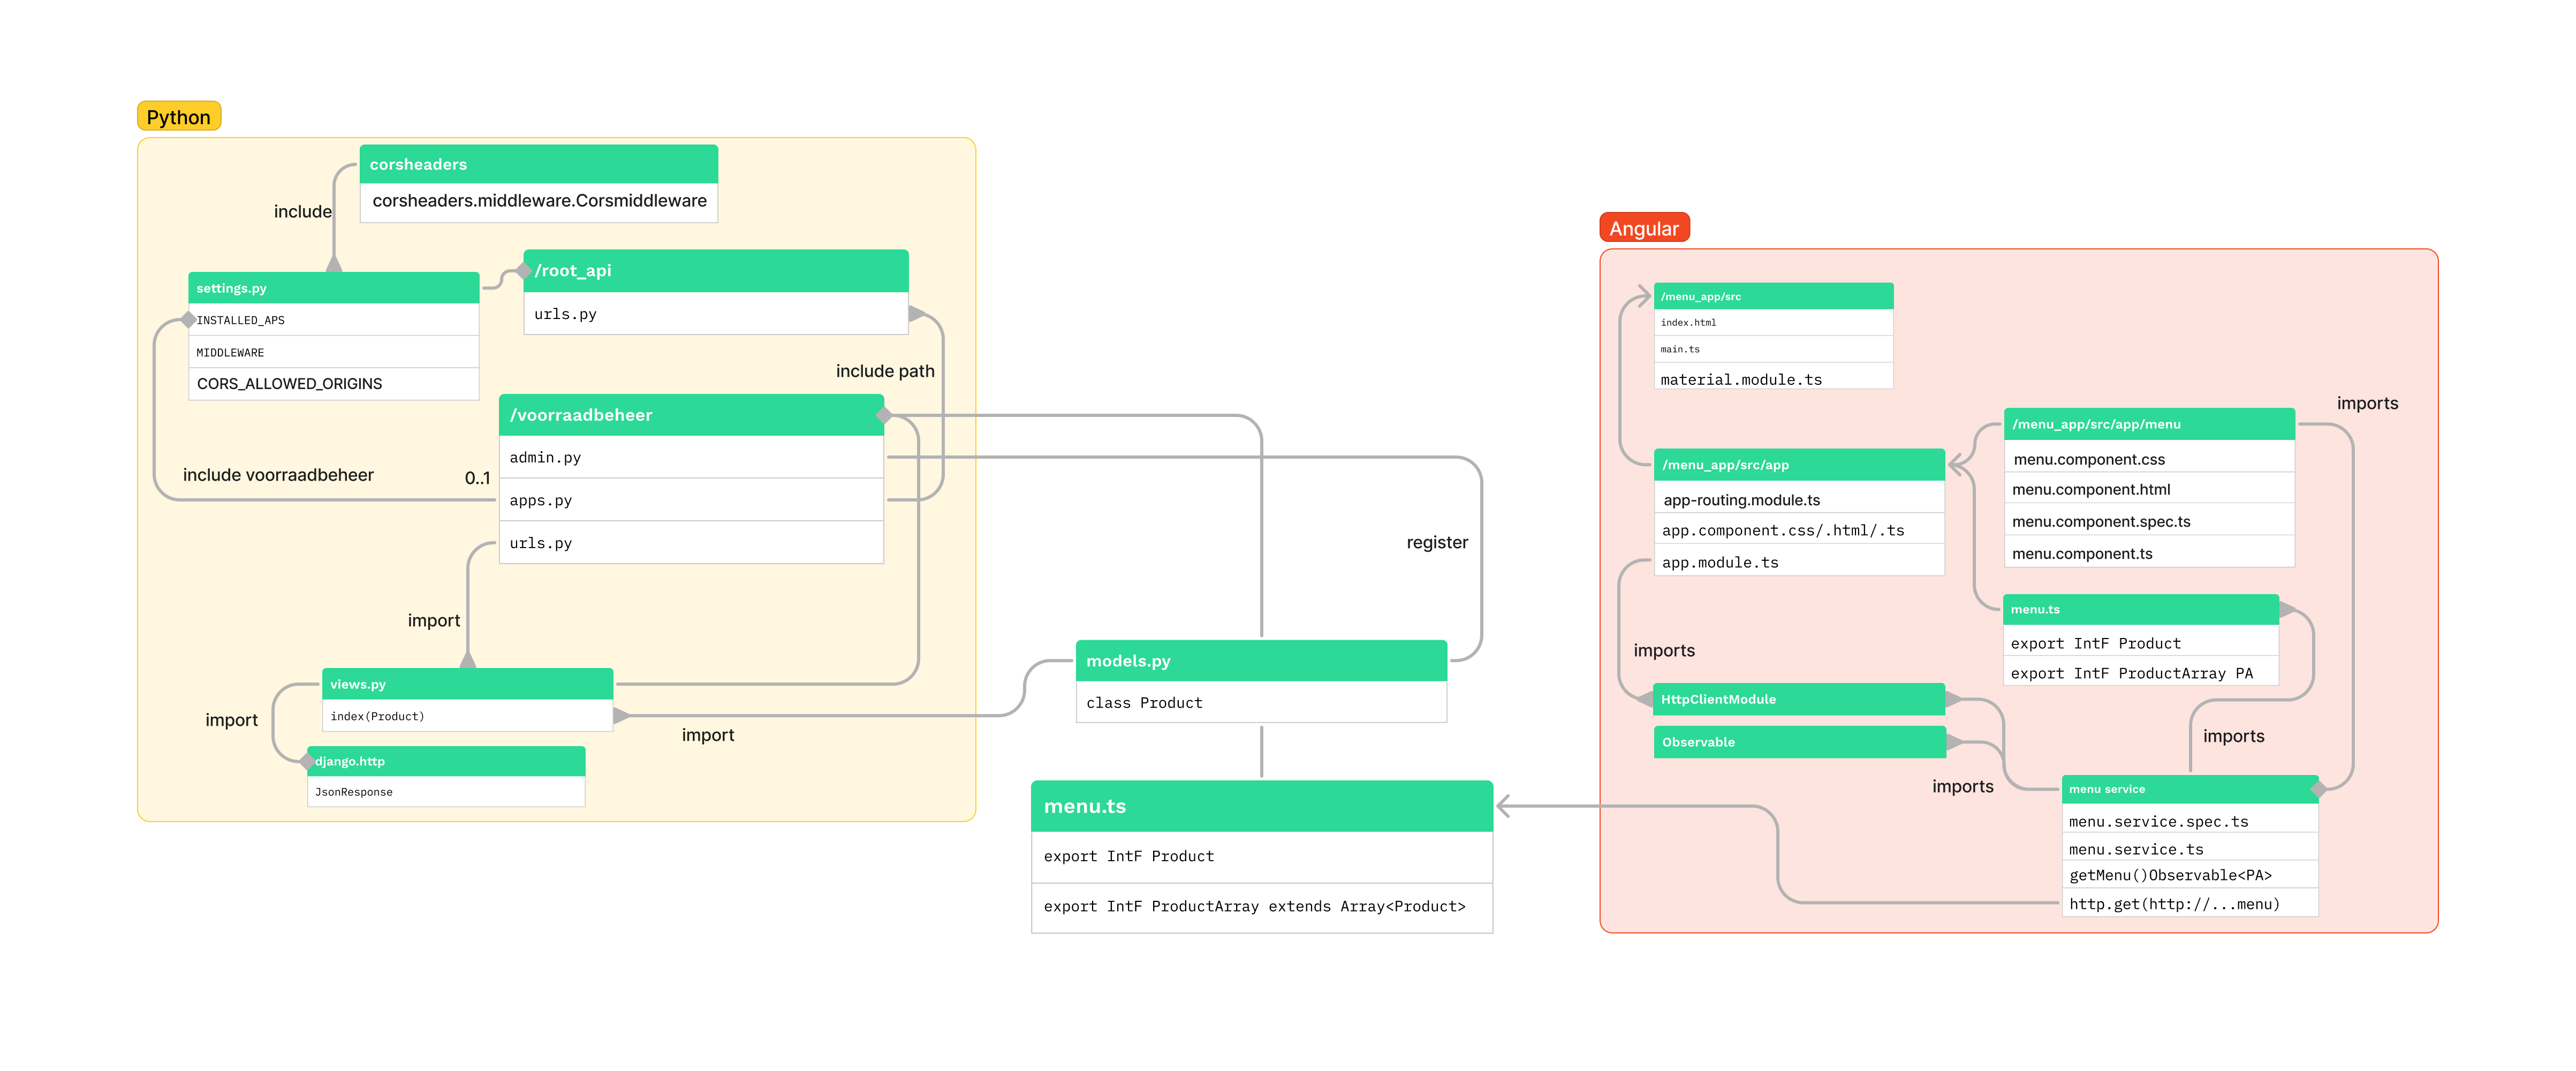 Python
corsheaders
corsheaders.middleware.Corsmiddleware
include
settings.py
INSTALLED_APS
MIDDLEWARE
CORS_ALLOWED_ORIGINS
/root_api
urls.py
include path
/voorraadbeheer
admin.py
apps.py
urls.py
include voorraadbeheer
0..1
import
views.py
index(Product)
import
django.http
JsonResponse
import
register
models.py
class Product
menu.ts
export IntF Product
export IntF ProductArray extends Array<Product>
Angular
/menu_app/src
index.html
main.ts
material.module.ts
/menu_app/src/app
app-routing.module.ts
app.component.css/.html/.ts
app.module.ts
imports
/menu_app/src/app/menu
menu.component.css
menu.component.html
menu.component.spec.ts
menu.component.ts
imports
menu.ts
export IntF Product
export IntF ProductArray PA
HttpClientModule
Observable
imports
imports
menu service
menu.service.spec.ts
menu.service.ts
getMenu()Observable<PA>
http.get(http://...menu)